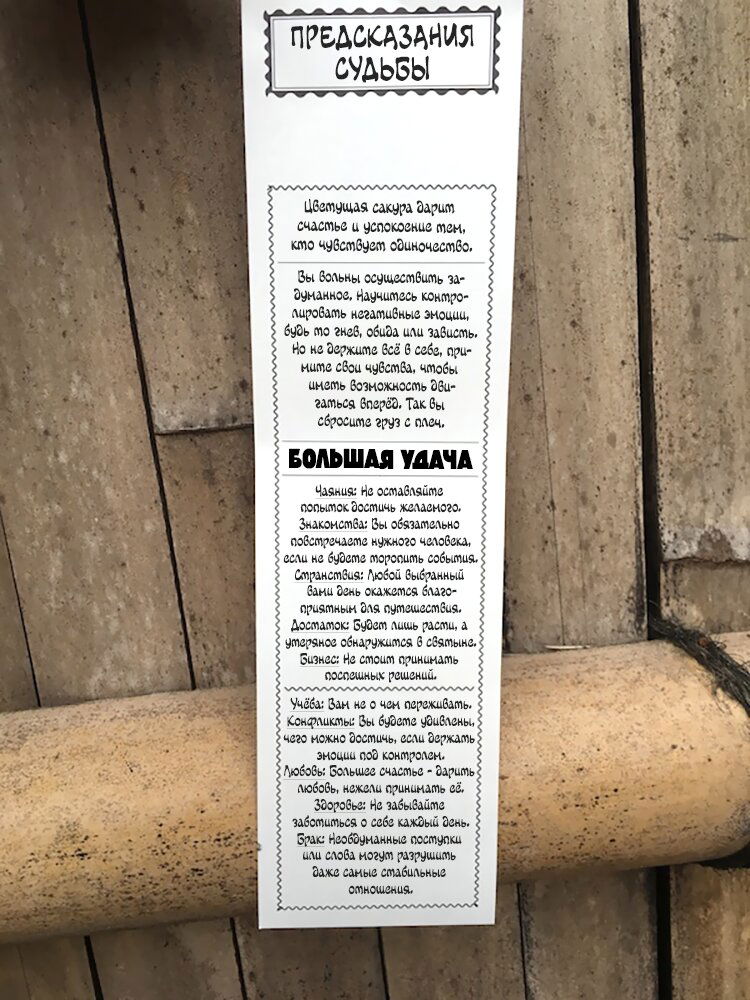 ПРЕДСКАЗАНИЯ
СУДЬБЫ
Цветущая сакура дарит
счастье и успокоение тем,
кто чувствует одиночество.
Вы вольны осуществить за-
думанное. Научитесь контро-
лировать негативные эмоции,
будь то гнев, обида или зависть.
Но не держите всё в себе, при-
мите свои чувства, чтобы
иметь возможность дви-
гаться вперёд. Так вы
сбросите груз с плеч.
БОЛЬШАЯ УДАЧА
Чаяния: Не оставляйте
попыток достичь желаемого.
Знакомства: Вы обязательно
повстречаете нужного человека,
если не будете торопить события.
Странствия: Любой выбранный
вами день окажется благо-
приятным для путешествия.
Достаток: Будет лишь расти, а
утеряное обнаружится в святыне.
Бизнес: Не стоит принимать
поспешных решений.
Учёба: Вам не о чем переживать.
Конфликты: Вы будете удивлены,
чего можно достичь, если держать
эмоции под контролем.
Любовь: Большее счастье - дарить
любовь, нежели принимать её.
Здоровье: Не забывайте
заботиться о себе каждый день.
Брак: Необдуманные поступки
или слова могут разрушить
даже самые стабильные
отношения.